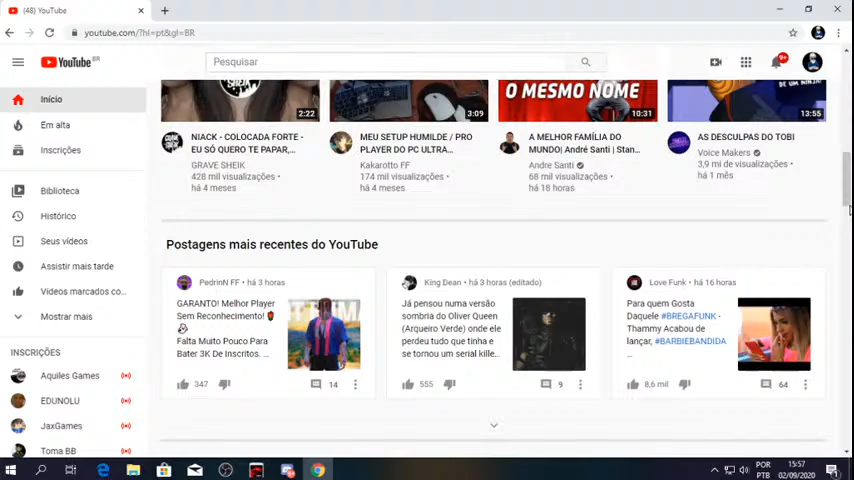 (48) YouTube
youtube.com/?hl=pt&gl=BR
YouTube BR
Pesquisar
9+
Início
Em alta
Inscrições
Biblioteca
Histórico
Seus vídeos
Assistir mais tarde
Vídeos marcados co...
Mostrar mais
INSCRIÇÕES
Aquiles Games
EDUNOLU
JaxGames
Toma BB
2:22
3:09
O MESMO NOME
10:31
13:55
NIACK - COLOCADA FORTE -
EU SÓ QUERO TE PAPAR,...
GRAVE SHEIK
428 mil visualizações •
há 4 meses
MEU SETUP HUMILDE / PRO
PLAYER DO PC ULTRA...
Kakarotto FF
174 mil visualizações •
há 4 meses
A MELHOR FAMÍLIA DO
MUNDO| André Santi | Stan...
Andre Santi
68 mil visualizações •
há 18 horas
AS DESCULPAS DO TOBI
Voice Makers
3,9 mi de visualizações •
há 1 mês
Postagens mais recentes do YouTube
PedrinN FF • há 3 horas
GARANTO! Melhor Player
Sem Reconhecimento!
Falta Muito Pouco Para
Bater 3K De Inscritos. ...
347
14
King Dean • há 3 horas (editado)
Já pensou numa versão
sombria do Oliver Queen
(Arqueiro Verde) onde ele
perdeu tudo que tinha e
se tornou um serial kille...
555
9
Love Funk • há 16 horas
Para quem Gosta
Daquele #BREGAFUNK -
Thammy Acabou de
lançar, #BARBIEBANDIDA
...
8,6 mil
64
POR
PTB
15:57
02/09/2020